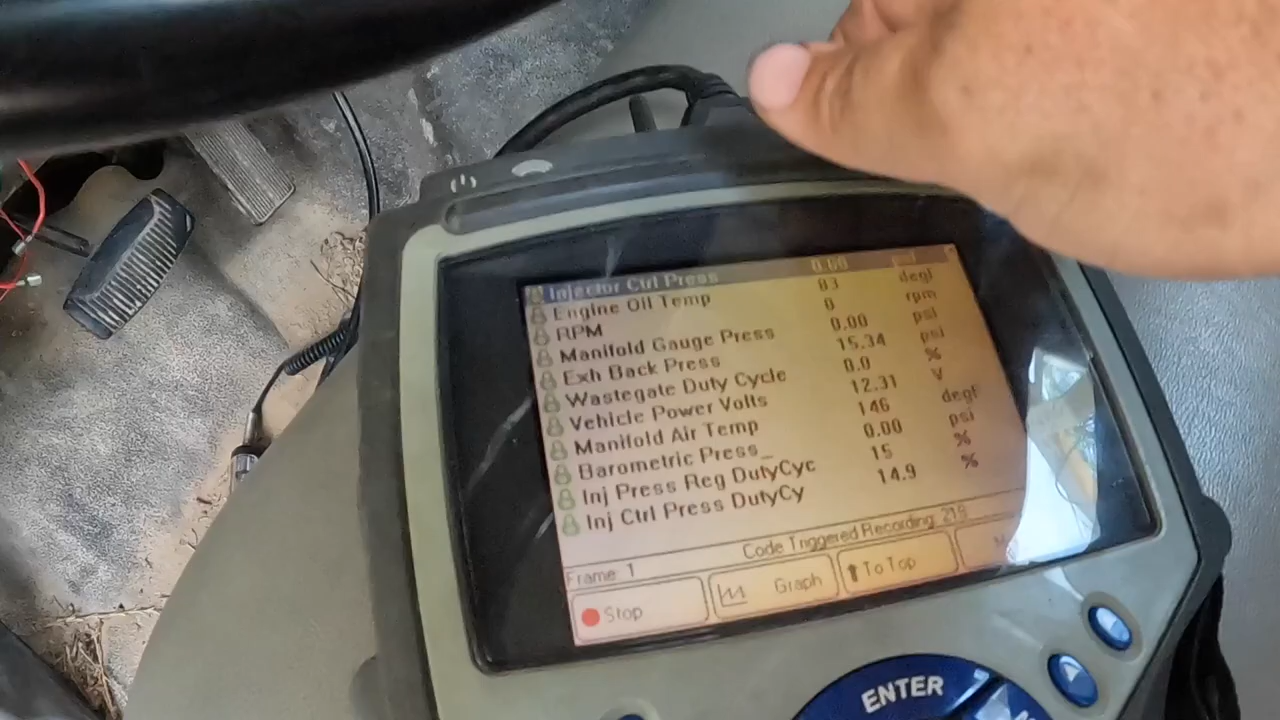 Injector Ctrl Press 0.60 psi
Engine Oil Temp 83 degF
RPM 0 rpm
Manifold Gauge Press 0.00 psi
Exh Back Press 15.34 psi
Wastegate Duty Cycle 0.0 %
Vehicle Power Volts 12.31 V
Manifold Air Temp 146 degF
Barometric Press_ 0.00 psi
Inj Press Reg DutyCyc 15 %
Inj Ctrl Press DutyCy 14.9 %
Frame: 1 Code Triggered Recording: 219
Stop Graph To Top
ENTER